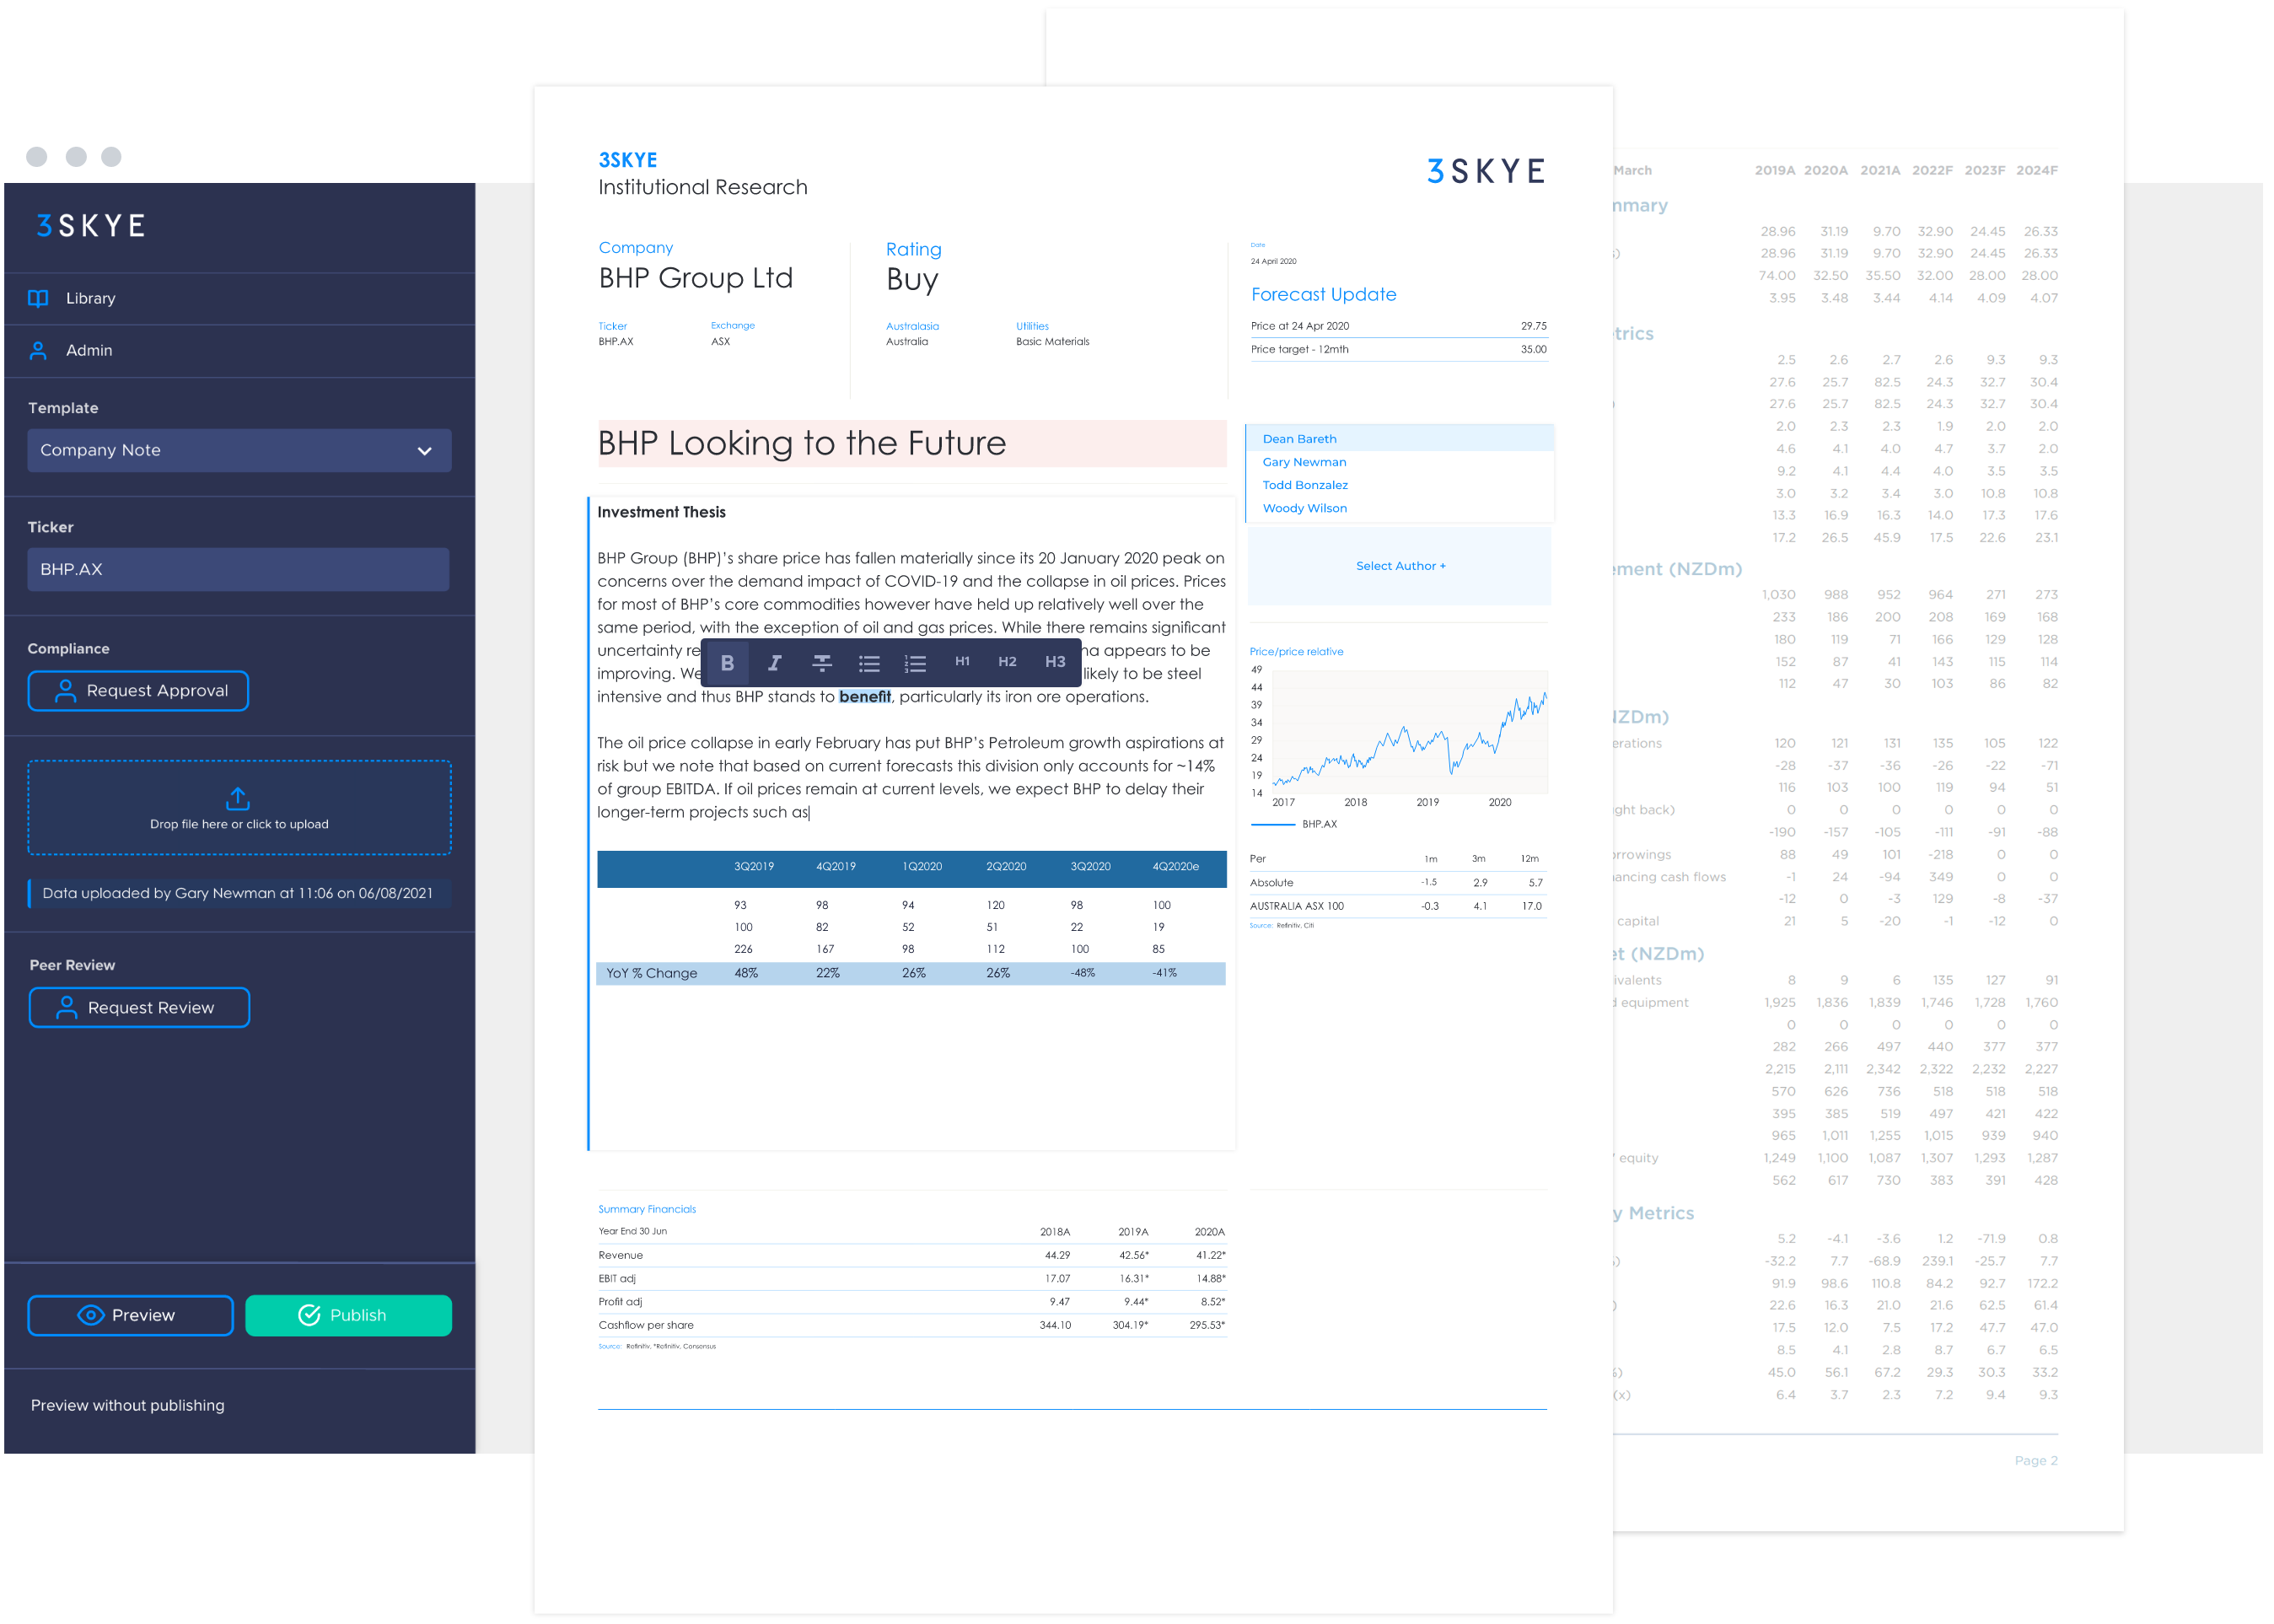 3SKYE
Library
Admin
Template
Company Note
Ticker
BHP.AX
Compliance
Request Approval
Drop file here or click to upload
Data uploaded by Gary Newman at 11:06 on 06/08/2021
Peer Review
Request Review
Preview
Publish
Preview without publishing
3SKYE
Institutional Research
3SKYE
Company
BHP Group Ltd
Ticker
BHP.AX
Exchange
ASX
Rating
Buy
Australasia
Australia
Utilities
Basic Materials
Date
24 April 2020
Forecast Update
Price at 24 Apr 2020 29.75
Price target - 12mth 35.00
BHP Looking to the Future
Investment Thesis
BHP Group (BHP)'s share price has fallen materially since its 20 January 2020 peak on
concerns over the demand impact of COVID-19 and the collapse in oil prices. Prices
for most of BHP's core commodities however have held up relatively well over the
same period, with the exception of oil and gas prices. While there remains significant
uncertainty re na appears to be
improving. We likely to be steel
intensive and thus BHP stands to benefit, particularly its iron ore operations.
B I T H1 H2 H3
The oil price collapse in early February has put BHP's Petroleum growth aspirations at
risk but we note that based on current forecasts this division only accounts for ~14%
of group EBITDA. If oil prices remain at current levels, we expect BHP to delay their
longer-term projects such as
3Q2019 4Q2019 1Q2020 2Q2020 3Q2020 4Q2020e
93 98 94 120 98 100
100 82 52 51 22 19
226 167 98 112 100 85
YoY % Change 48% 22% 26% 26% -48% -41%
Dean Bareth
Gary Newman
Todd Bonzalez
Woody Wilson
Select Author +
Price/price relative
49
44
39
34
29
24
19
14
2017 2018 2019 2020
BHP.AX
Per 1m 3m 12m
Absolute -1.5 2.9 5.7
AUSTRALIA ASX 100 -0.3 4.1 17.0
Source: Refinitiv, Citi
Summary Financials
Year End 30 Jun 2018A 2019A 2020A
Revenue 44.29 42.56* 41.22*
EBIT adj 17.07 16.31* 14.88*
Profit adj 9.47 9.44* 8.52*
Cashflow per share 344.10 304.19* 295.53*
Source: Refinitiv, *Refinitiv, Consensus
March 2019A 2020A 2021A 2022F 2023F 2024F
mmary
28.96 31.19 9.70 32.90 24.45 26.33
) 28.96 31.19 9.70 32.90 24.45 26.33
74.00 32.50 35.50 32.00 28.00 28.00
3.95 3.48 3.44 4.14 4.09 4.07
trics
2.5 2.6 2.7 2.6 9.3 9.3
27.6 25.7 82.5 24.3 32.7 30.4
) 27.6 25.7 82.5 24.3 32.7 30.4
2.0 2.3 2.3 1.9 2.0 2.0
4.6 4.1 4.0 4.7 3.7 2.0
9.2 4.1 4.4 4.0 3.5 3.5
3.0 3.2 3.4 3.0 10.8 10.8
13.3 16.9 16.3 14.0 17.3 17.6
17.2 26.5 45.9 17.5 22.6 23.1
ement (NZDm)
1,030 988 952 964 271 273
233 186 200 208 169 168
180 119 71 166 129 128
152 87 41 143 115 114
112 47 30 103 86 82
NZDm)
erations 120 121 131 135 105 122
-28 -37 -36 -26 -22 -71
116 103 100 119 94 51
ght back) 0 0 0 0 0 0
-190 -157 -105 -111 -91 -88
orrowings 88 49 101 -218 0 0
nancing cash flows -1 24 -94 349 0 0
-12 0 -3 129 -8 -37
capital 21 5 -20 -1 -12 0
et (NZDm)
ivalents 8 9 6 135 127 91
d equipment 1,925 1,836 1,839 1,746 1,728 1,760
0 0 0 0 0 0
282 266 497 440 377 377
2,215 2,111 2,342 2,322 2,232 2,227
570 626 736 518 518 518
395 385 519 497 421 422
965 1,011 1,255 1,015 939 940
' equity 1,249 1,100 1,087 1,307 1,293 1,287
562 617 730 383 391 428
y Metrics
5.2 -4.1 -3.6 1.2 -71.9 0.8
) -32.2 7.7 -68.9 239.1 -25.7 7.7
91.9 98.6 110.8 84.2 92.7 172.2
) 22.6 16.3 21.0 21.6 62.5 61.4
17.5 12.0 7.5 17.2 47.7 47.0
8.5 4.1 2.8 8.7 6.7 6.5
) 45.0 56.1 67.2 29.3 30.3 33.2
(x) 6.4 3.7 2.3 7.2 9.4 9.3
Page 2